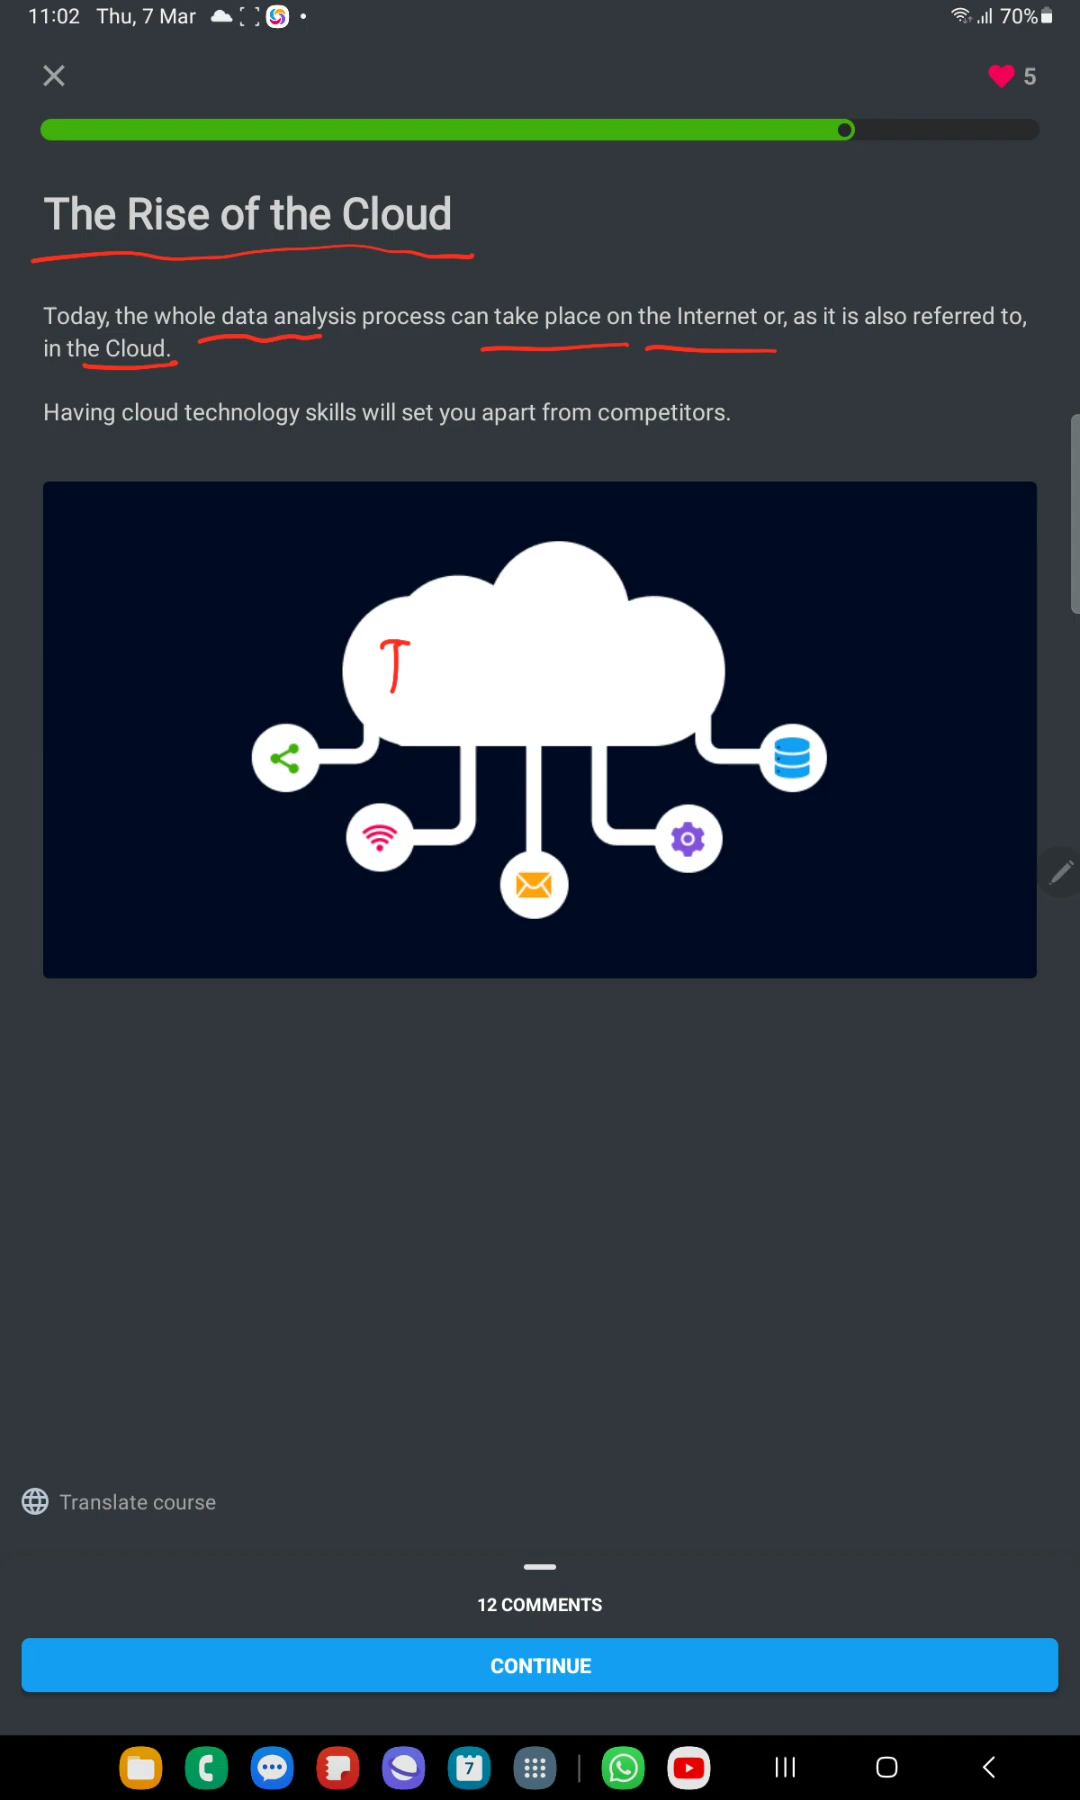 11:02 Thu, 7 Mar 70%
5
The Rise of the Cloud
Today, the whole data analysis process can take place on the Internet or, as it is also referred to,
in the Cloud.
Having cloud technology skills will set you apart from competitors.
T
Translate course
12 COMMENTS
CONTINUE
7